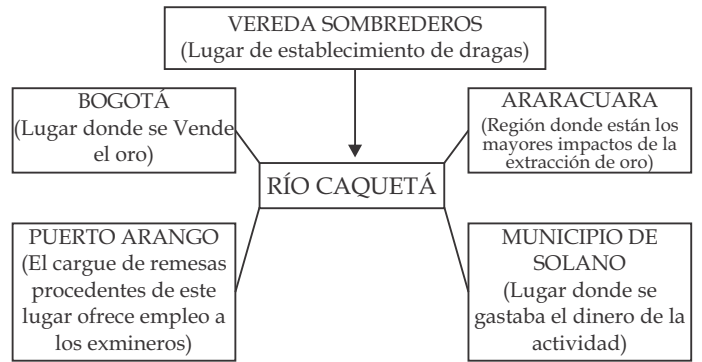 VEREDA SOMBREDEROS
(Lugar de establecimiento de dragas)
BOGOTÁ
(Lugar donde se Vende
el oro)
ARARACUARA
(Región donde están los
mayores impactos de la
extracción de oro)
RÍO CAQUETÁ
PUERTO ARANGO
(El cargue de remesas
procedentes de este
lugar ofrece empleo a
los exmineros)
MUNICIPIO DE
SOLANO
(Lugar donde se
gastaba el dinero de la
actividad)